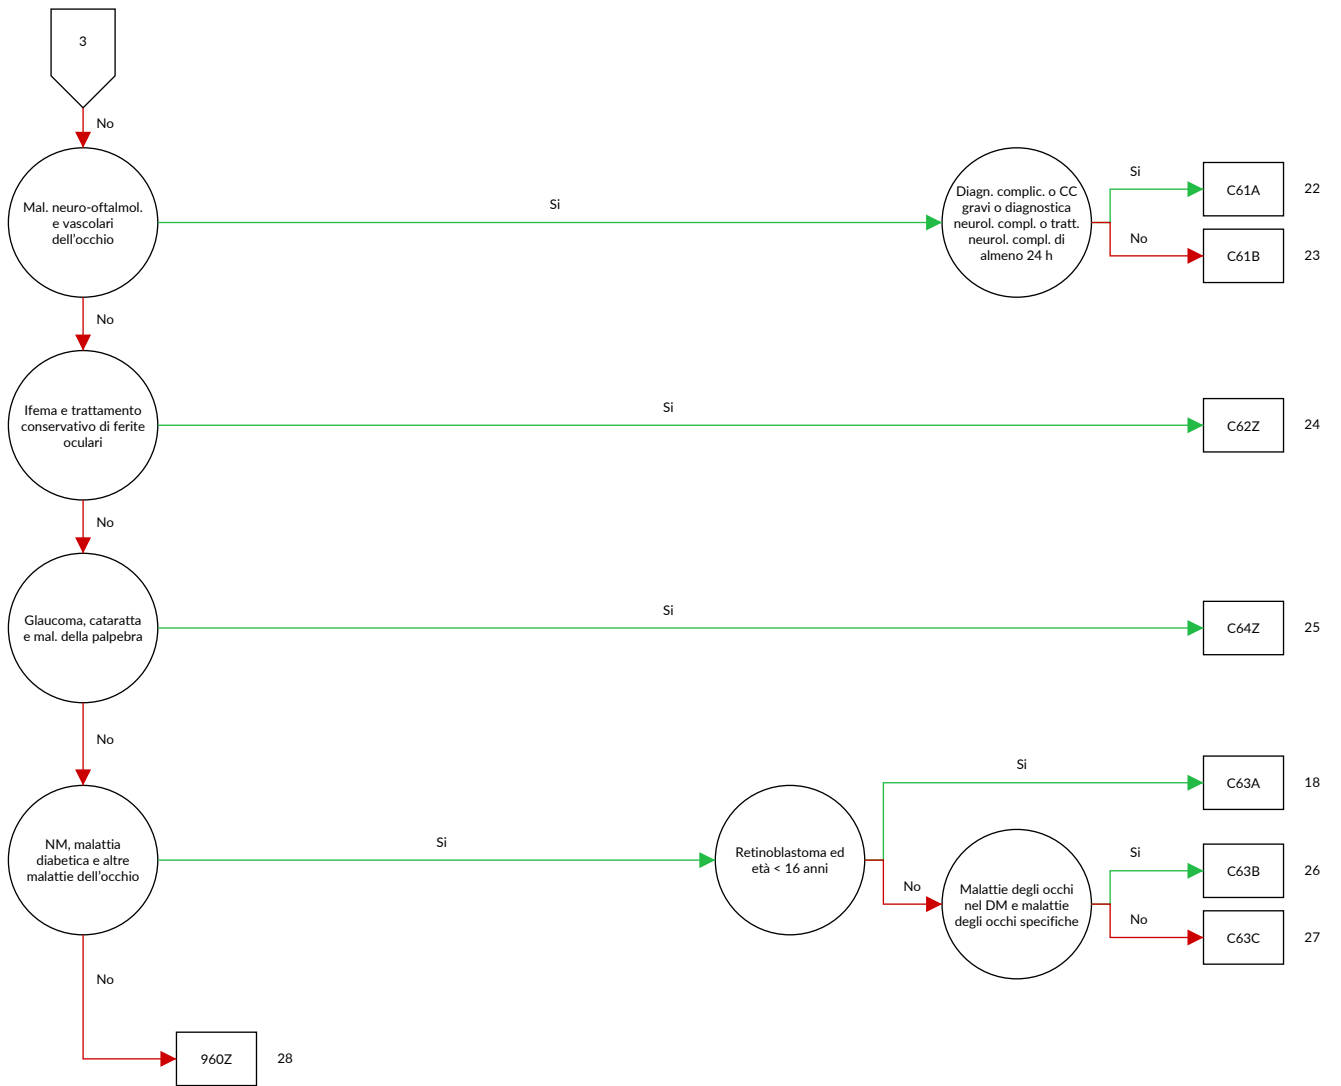 3
No
Mal. neuro-oftalmol.
e vascolari
dell'occhio
Si
Diagn. complic. o CC
gravi o diagnostica
neurol. compl. o tratt.
neurol. compl. di
almeno 24 h
Si
C61A
22
No
C61B
23
No
Ifema e trattamento
conservativo di ferite
oculari
Si
C62Z
24
No
Glaucoma, cataratta
e mal. della palpebra
Si
C64Z
25
No
NM, malattia
diabetica e altre
malattie dell'occhio
Si
Retinoblastoma ed
età < 16 anni
Si
C63A
18
No
Malattie degli occhi
nel DM e malattie
degli occhi specifiche
Si
C63B
26
No
C63C
27
No
960Z
28